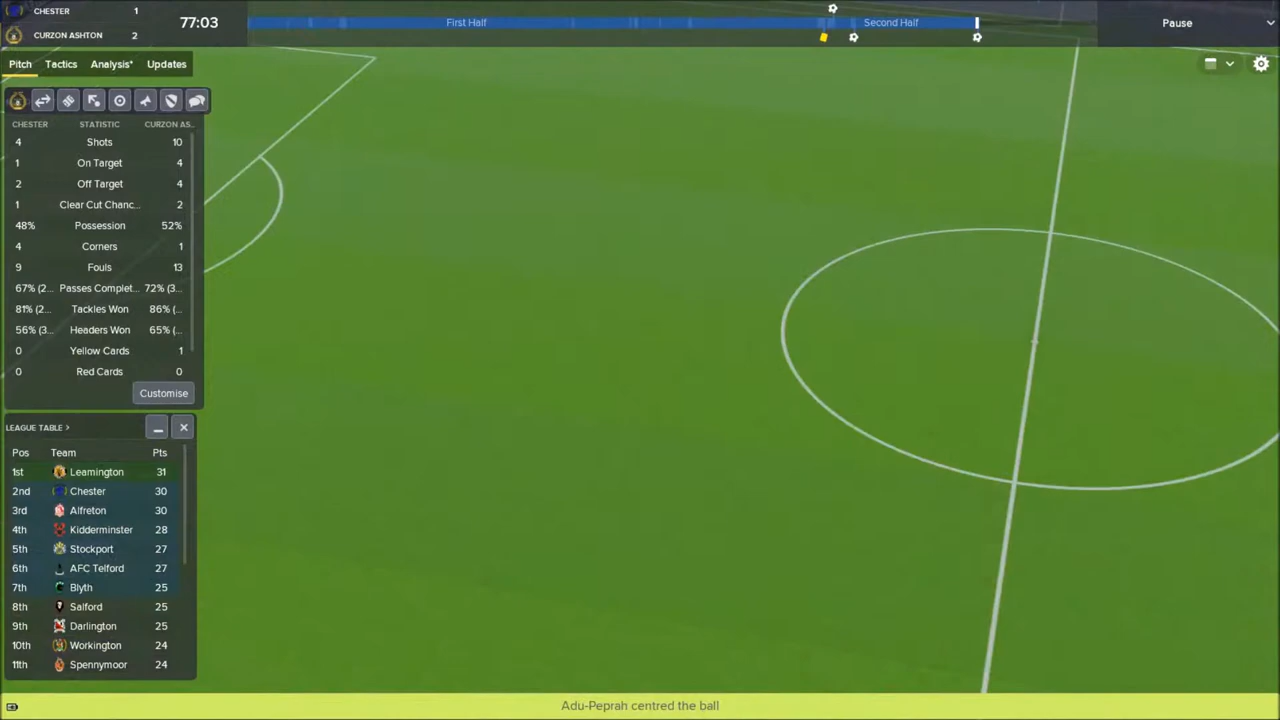 CHESTER 1
CURZON ASHTON 2
77:03
First Half
Second Half
Pause
Pitch Tactics Analysis* Updates
CHESTER STATISTIC CURZON AS...
4 Shots 10
1 On Target 4
2 Off Target 4
1 Clear Cut Chanc... 2
48% Possession 52%
4 Corners 1
9 Fouls 13
67% (2... Passes Complet... 72% (3...
81% (2... Tackles Won 86% (...
56% (3... Headers Won 65% (...
0 Yellow Cards 1
0 Red Cards 0
Customise
LEAGUE TABLE >
Pos Team Pts
1st Leamington 31
2nd Chester 30
3rd Alfreton 30
4th Kidderminster 28
5th Stockport 27
6th AFC Telford 27
7th Blyth 25
8th Salford 25
9th Darlington 25
10th Workington 24
11th Spennymoor 24
Adu-Peprah centred the ball